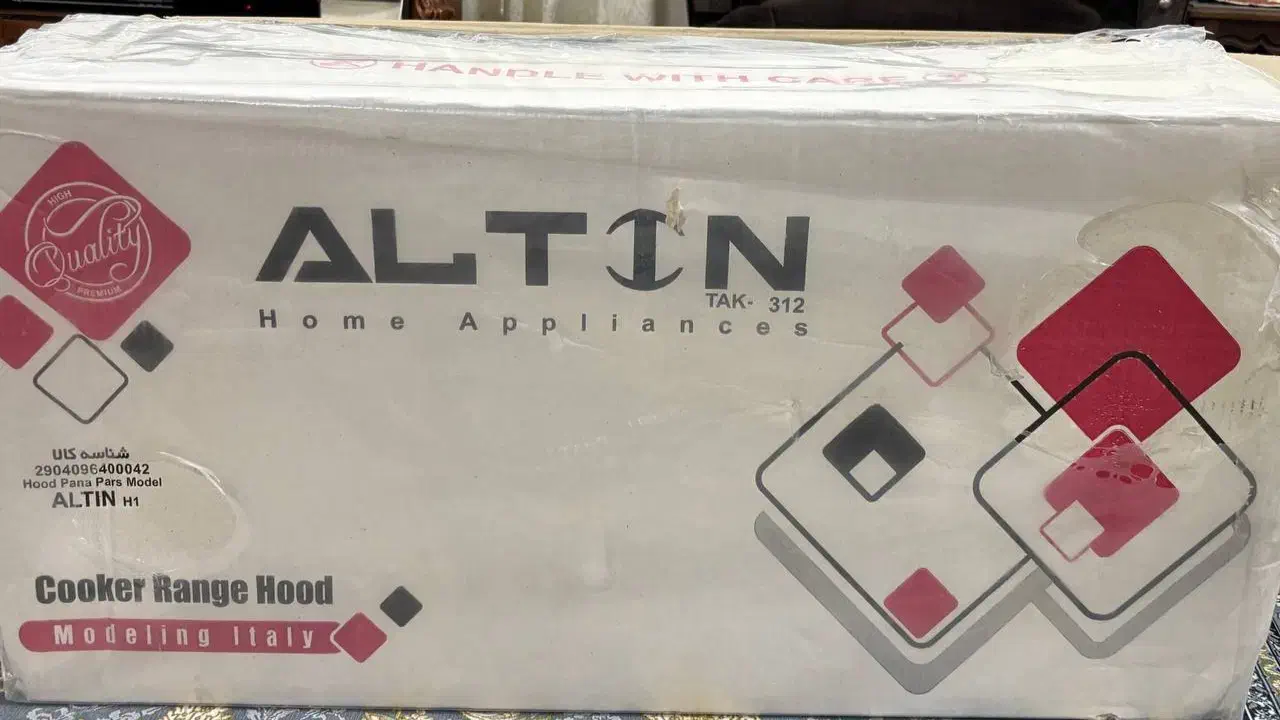 HANDLE WITH CARE
HIGH
Quality
PREMIUM
ALTIN
TAK- 312
Home Appliances
شناسه کالا
2904096400042
Hood Pana Pars Model
ALTIN H1
Cooker Range Hood
Modeling Italy